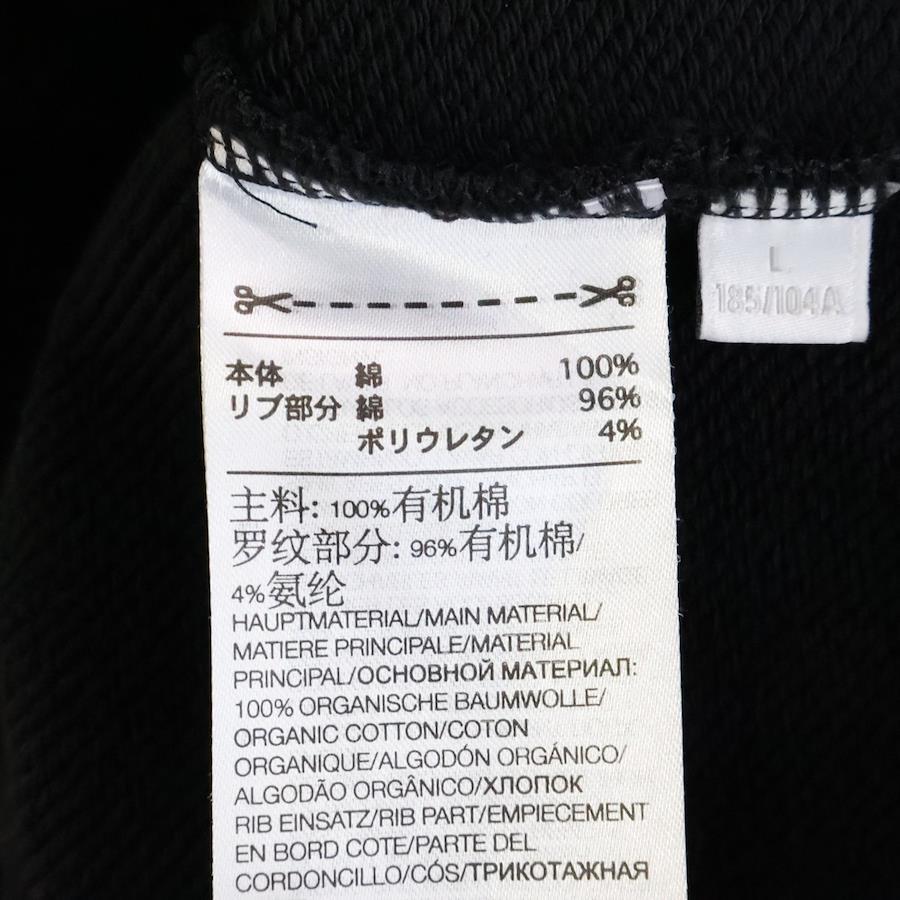 本体 綿 100%
リブ部分 綿 96%
ポリウレタン 4%
主料: 100%有机棉
罗纹部分: 96%有机棉/
4%氨纶
HAUPTMATERIAL/MAIN MATERIAL/
MATIERE PRINCIPALE/MATERIAL
PRINCIPAL/ОСНОВНОЙ МАТЕРИАЛ:
100% ORGANISCHE BAUMWOLLE/
ORGANIC COTTON/COTON
ORGANIQUE/ALGODÓN ORGÁNICO/
ALGODÃO ORGÂNICO/ХЛОПОК
RIB EINSATZ/RIB PART/EMPIECEMENT
EN BORD COTE/PARTE DEL
CORDONCILLO/CÓS/ТРИКОТАЖНАЯ
L
185/104A